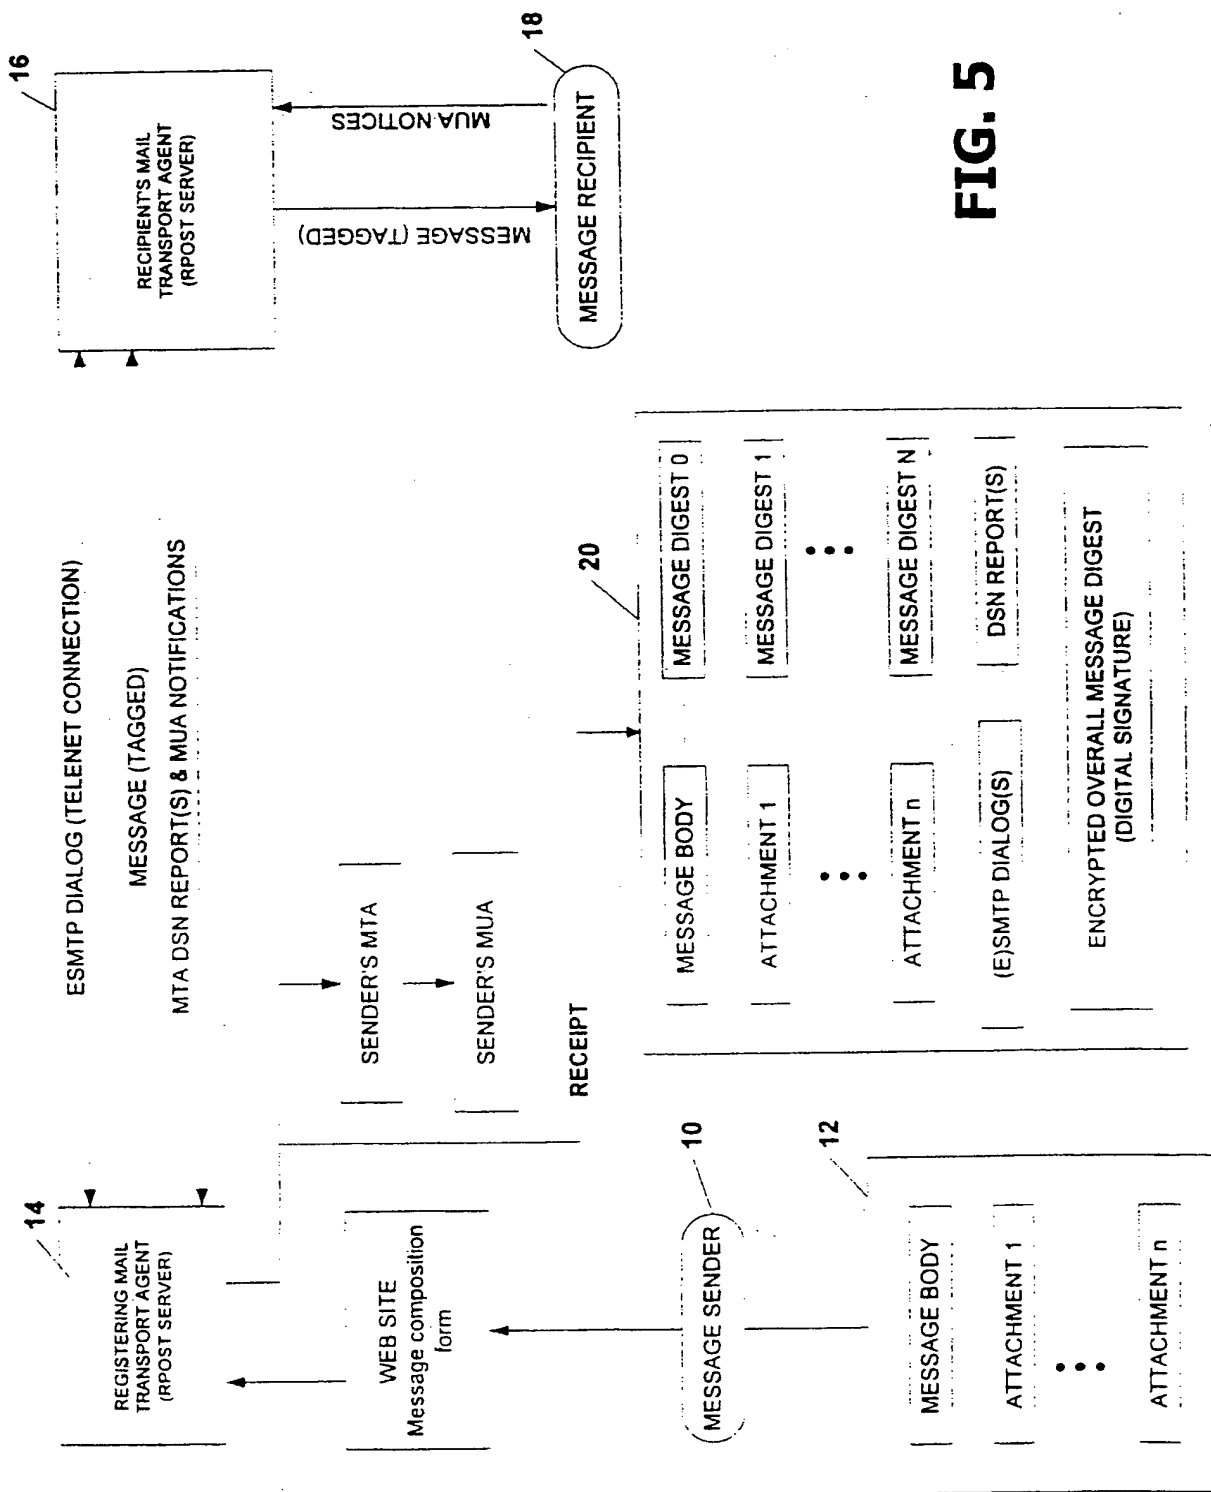 14
REGISTERING MAIL
TRANSPORT AGENT
(RPOST SERVER)
ESMTP DIALOG (TELENET CONNECTION)
MESSAGE (TAGGED)
MTA DSN REPORT(S) & MUA NOTIFICATIONS
16
RECIPIENT'S MAIL
TRANSPORT AGENT
(RPOST SERVER)
WEB SITE
Message composition
form
SENDER'S MTA
SENDER'S MUA
MESSAGE (TAGGED)
MUA NOTICES
RECEIPT
18
MESSAGE RECIPIENT
10
MESSAGE SENDER
20
MESSAGE BODY
MESSAGE DIGEST 0
ATTACHMENT 1
MESSAGE DIGEST 1
ATTACHMENT n
MESSAGE DIGEST N
(E)SMTP DIALOG(S)
DSN REPORT(S)
ENCRYPTED OVERALL MESSAGE DIGEST
(DIGITAL SIGNATURE)
12
MESSAGE BODY
ATTACHMENT 1
ATTACHMENT n
FIG. 5